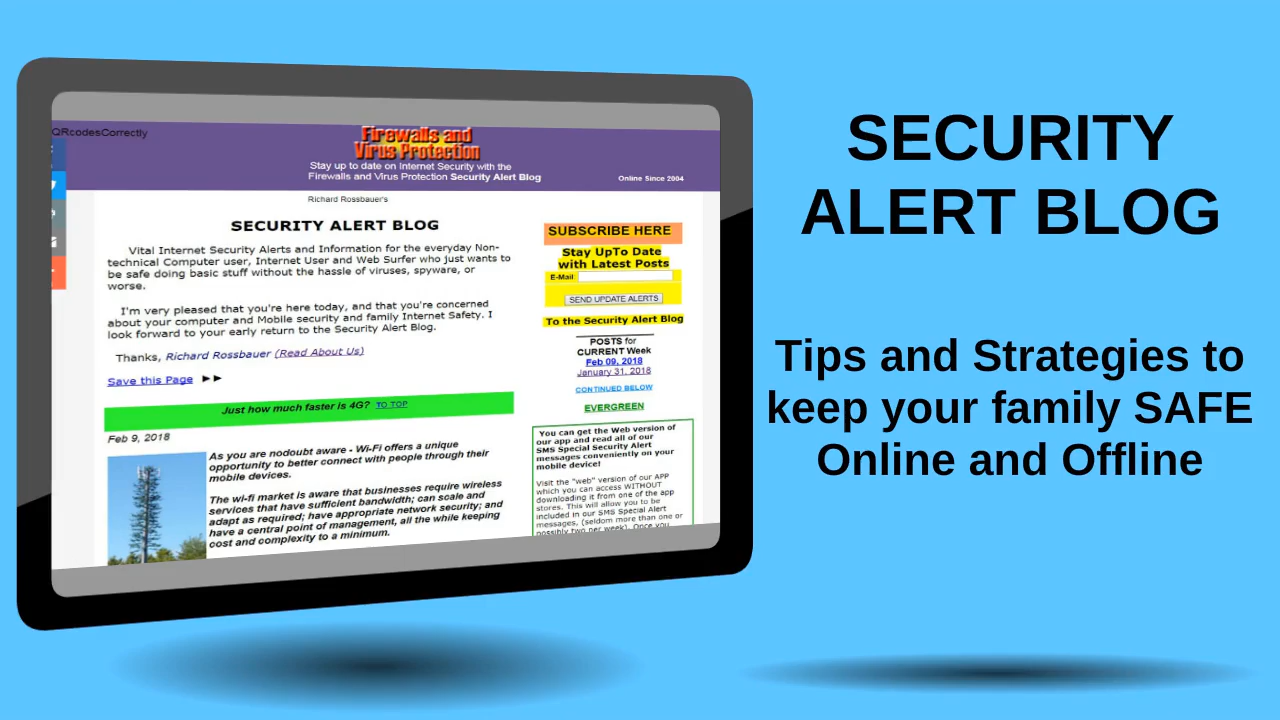 QRcodesCorrectly
Firewalls and
Virus Protection
Stay up to date on Internet Security with the
Firewalls and Virus Protection Security Alert Blog
Online Since 2004
Richard Rossbauer's
SECURITY ALERT BLOG
Vital Internet Security Alerts and Information for the everyday Non-
technical Computer user, Internet User and Web Surfer who just wants to
be safe doing basic stuff without the hassle of viruses, spyware, or
worse.
I'm very pleased that you're here today, and that you're concerned
about your computer and Mobile security and family Internet Safety. I
look forward to your early return to the Security Alert Blog.
Thanks, Richard Rossbauer (Read About Us)
Save this Page ►►
Just how much faster is 4G? TO TOP
Feb 9, 2018
As you are nodoubt aware - Wi-Fi offers a unique
opportunity to better connect with people through their
mobile devices.
The wi-fi market is aware that businesses require wireless
services that have sufficient bandwidth; can scale and
adapt as required; have appropriate network security; and
have a central point of management, all the while keeping
cost and complexity to a minimum.
SUBSCRIBE HERE
Stay UpTo Date
with Latest Posts
E-Mail:
SEND UPDATE ALERTS
To the Security Alert Blog
POSTS for
CURRENT Week
Feb 09, 2018
January 31, 2018
CONTINUED BELOW
EVERGREEN
You can get the Web version of
our app and read all of our
SMS Special Security Alert
messages conveniently on your
mobile device!
Visit the "web" version of our APP
which you can access WITHOUT
downloading it from one of the app
stores. This will allow you to be
included in our SMS Special Alert
messages, (seldom more than one or
possibly two per week). Once you
SECURITY
ALERT BLOG
Tips and Strategies to
keep your family SAFE
Online and Offline